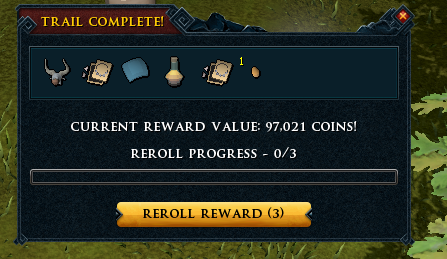 TRAIL COMPLETE!
1
CURRENT REWARD VALUE: 97,021 COINS!
REROLL PROGRESS - 0/3
REROLL REWARD (3)